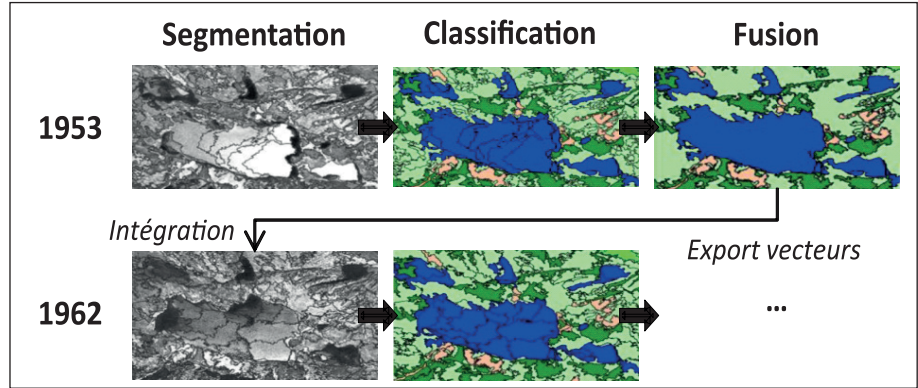 Segmentation Classification Fusion
1953
Intégration
Export vecteurs
1962
...